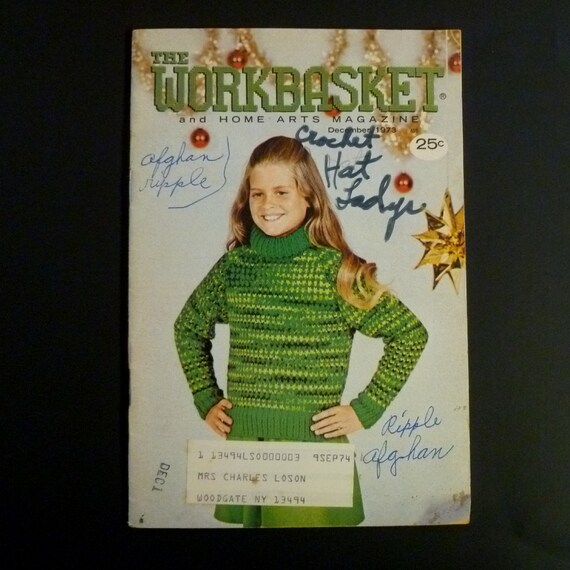 THE
WORKBASKET®
and HOME ARTS MAGAZINE
December 1973
25c
afghan
ripple
Crochet
Hat
Ladys
Ripple
afghan
1 13494LSO000003 9SEP74
MRS CHARLES LOSON
WOODGATE NY 13494
DEC1